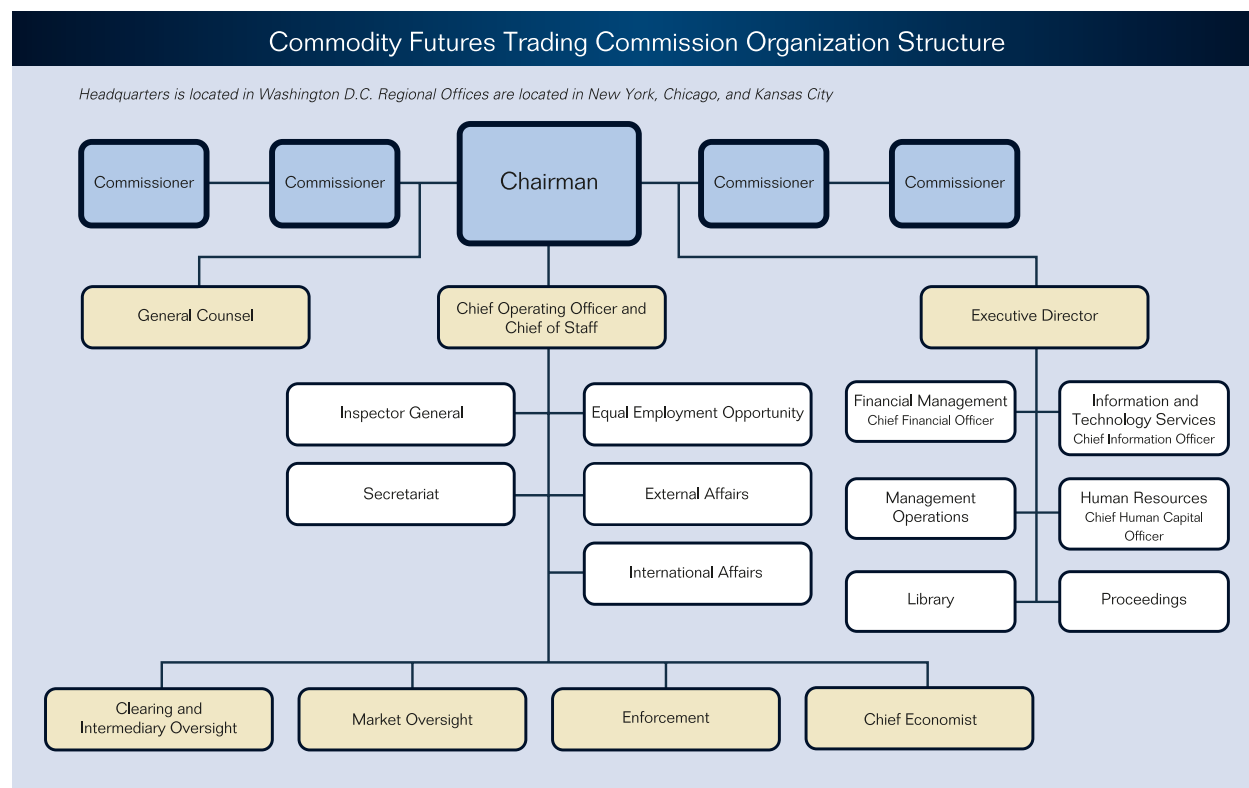 Commodity Futures Trading Commission Organization Structure
Headquarters is located in Washington D.C. Regional Offices are located in New York, Chicago, and Kansas City
Commissioner
Commissioner
Chairman
Commissioner
Commissioner
General Counsel
Chief Operating Officer and
Chief of Staff
Executive Director
Inspector General
Equal Employment Opportunity
Secretariat
External Affairs
International Affairs
Financial Management
Chief Financial Officer
Information and
Technology Services
Chief Information Officer
Management
Operations
Human Resources
Chief Human Capital
Officer
Library
Proceedings
Clearing and
Intermediary Oversight
Market Oversight
Enforcement
Chief Economist